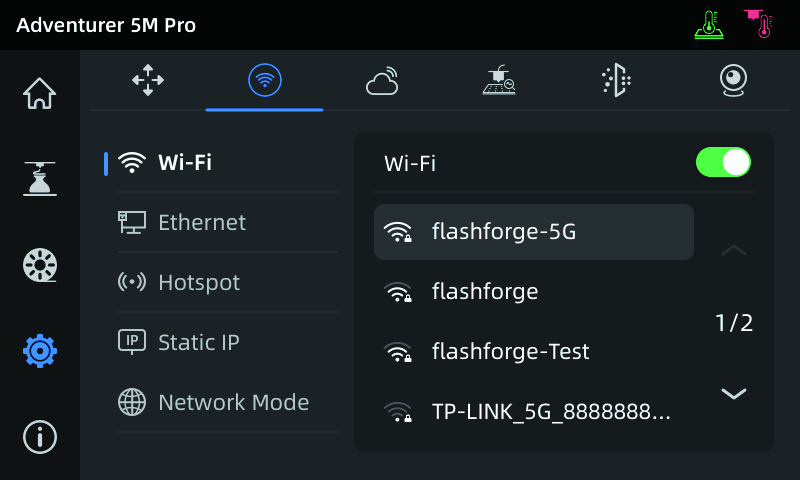 Adventurer 5M Pro
Wi-Fi
Ethernet
Hotspot
IP
Static IP
Network Mode
Wi-Fi
flashforge-5G
flashforge
flashforge-Test
TP-LINK_5G_8888888...
1/2